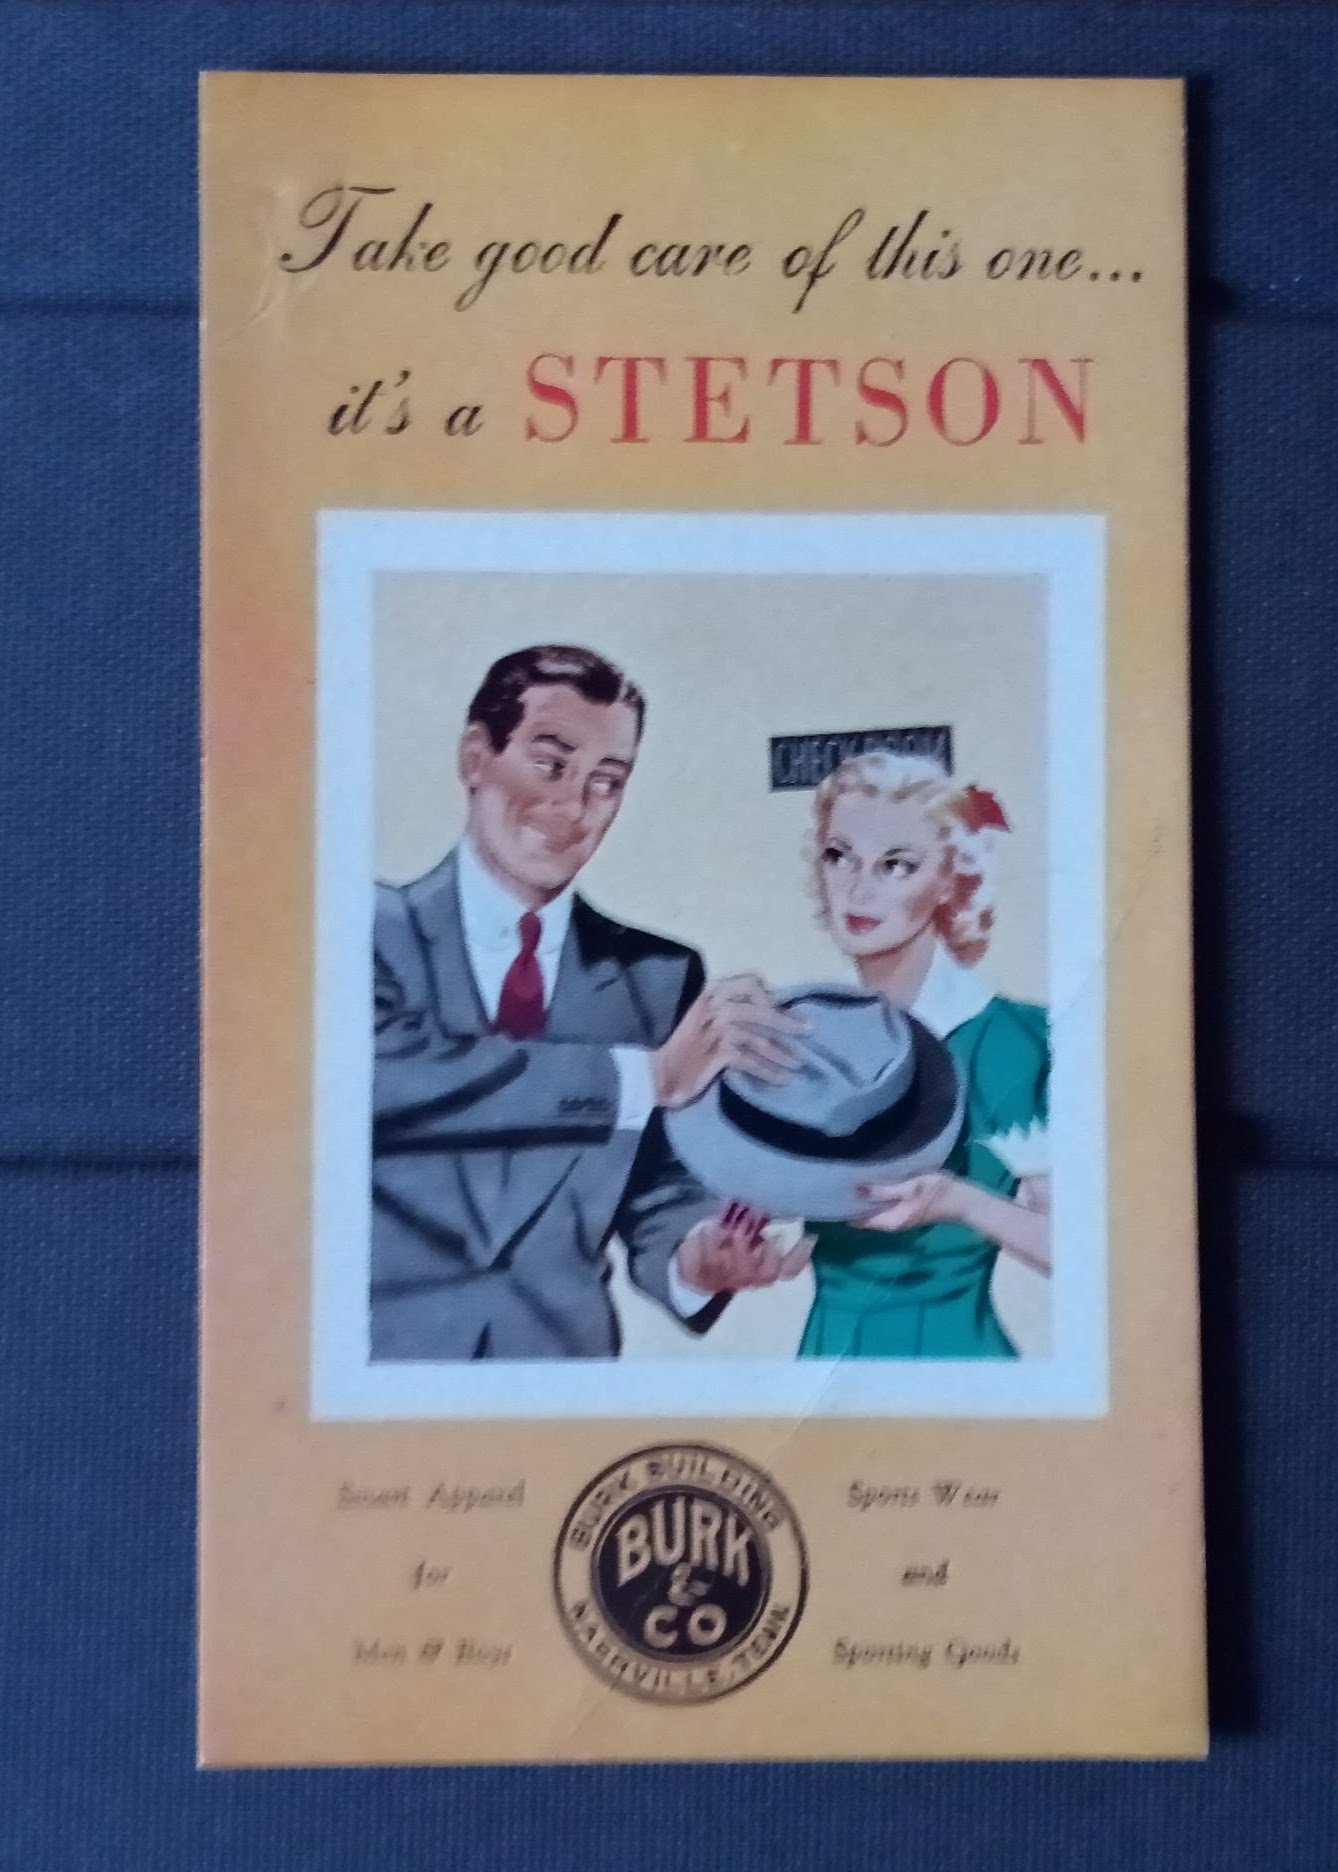 Take good care of this one...
it's a STETSON
CHECK ROOM
Smart Apparel
for
Men & Boys
BURK BUILDING
BURK
&
CO
NASHVILLE, TENN.
Sports Wear
and
Sporting Goods